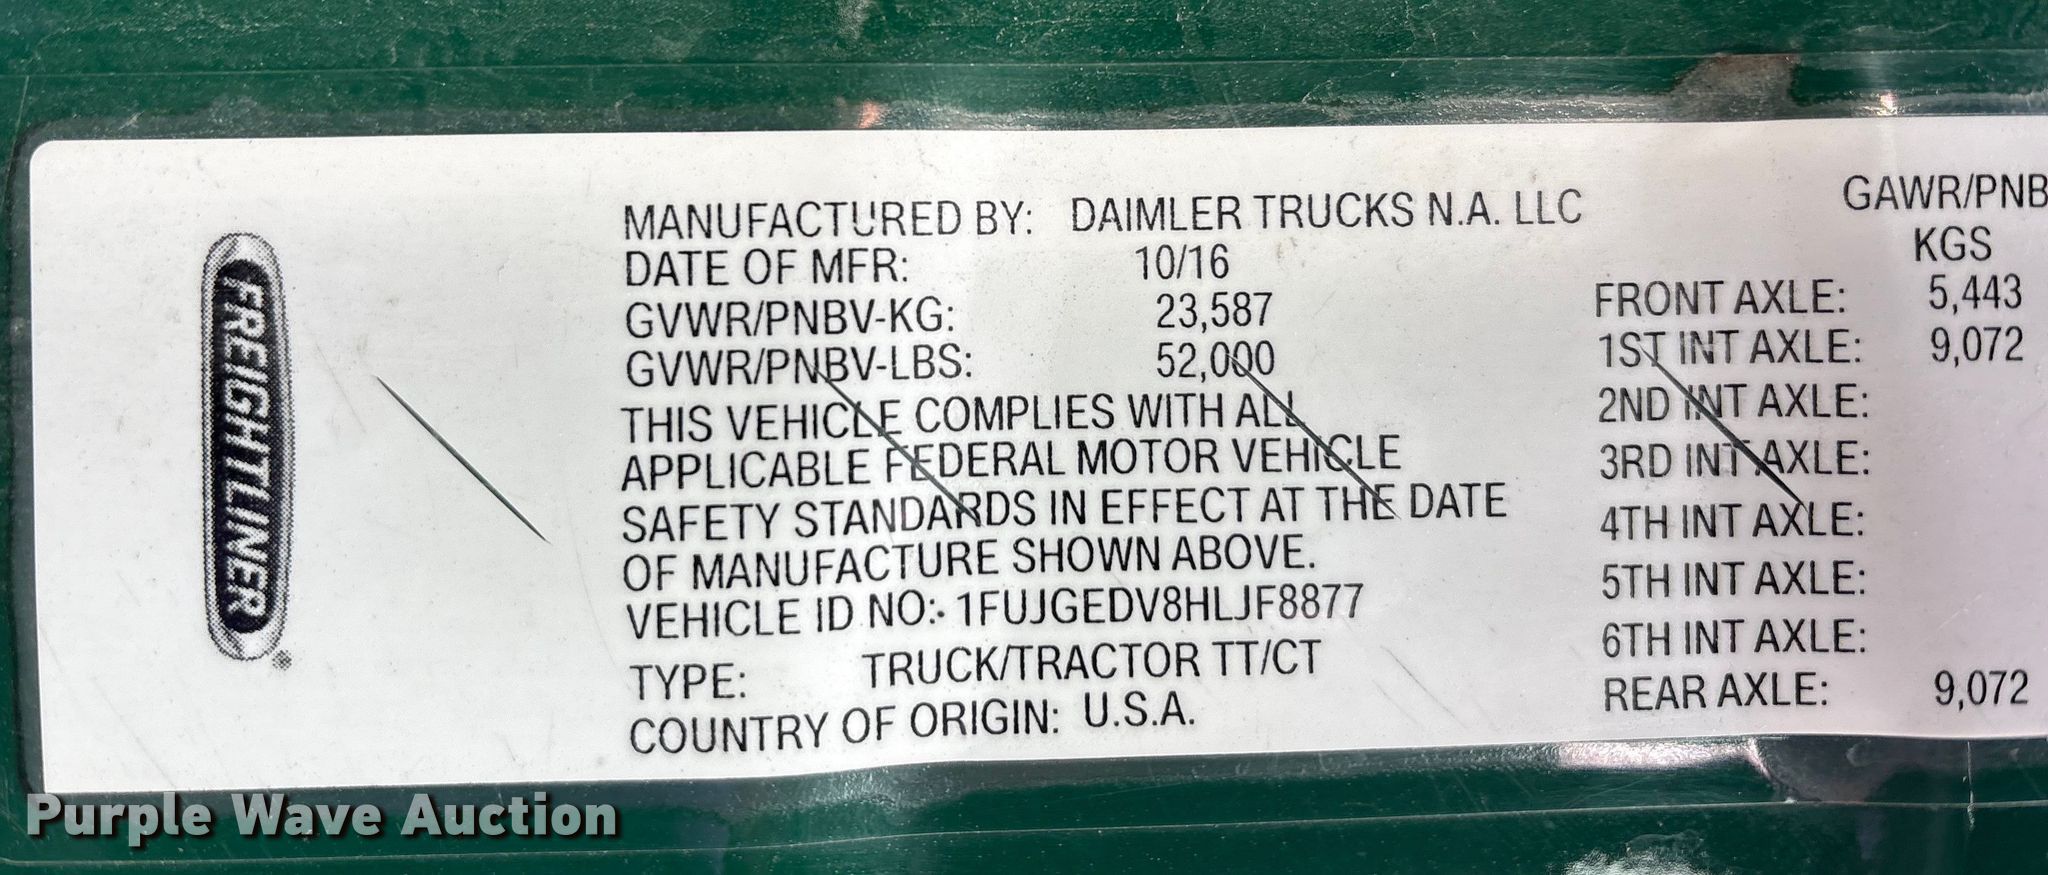 FREIGHTLINER
®
MANUFACTURED BY: DAIMLER TRUCKS N.A. LLC
DATE OF MFR: 10/16
GVWR/PNBV-KG: 23,587
GVWR/PNBV-LBS: 52,000
THIS VEHICLE COMPLIES WITH ALL
APPLICABLE FEDERAL MOTOR VEHICLE
SAFETY STANDARDS IN EFFECT AT THE DATE
OF MANUFACTURE SHOWN ABOVE.
VEHICLE ID NO: 1FUJGEDV8HLJF8877
TYPE: TRUCK/TRACTOR TT/CT
COUNTRY OF ORIGIN: U.S.A.
GAWR/PNB
KGS
FRONT AXLE: 5,443
1ST INT AXLE: 9,072
2ND INT AXLE:
3RD INT AXLE:
4TH INT AXLE:
5TH INT AXLE:
6TH INT AXLE:
REAR AXLE: 9,072
Purple Wave Auction